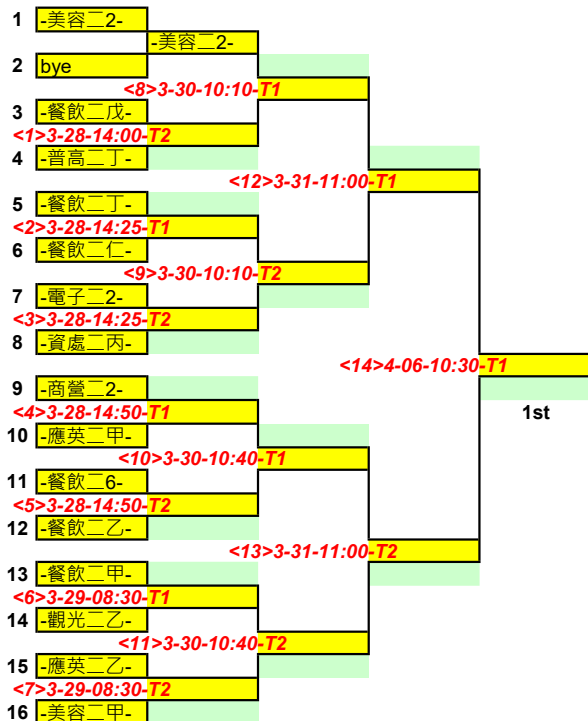 1 -美容二2-
-美容二2-
2 bye
<8>3-30-10:10-T1
3 -餐飲二戊-
<1>3-28-14:00-T2
4 -普高二丁-
<12>3-31-11:00-T1
5 -餐飲二丁-
<2>3-28-14:25-T1
6 -餐飲二仁-
<9>3-30-10:10-T2
7 -電子二2-
<3>3-28-14:25-T2
8 -資處二丙-
<14>4-06-10:30-T1
9 -商營二2-
1st
<4>3-28-14:50-T1
10 -應英二甲-
<10>3-30-10:40-T1
11 -餐飲二6-
<5>3-28-14:50-T2
12 -餐飲二乙-
<13>3-31-11:00-T2
13 -餐飲二甲-
<6>3-29-08:30-T1
14 -觀光二乙-
<11>3-30-10:40-T2
15 -應英二乙-
<7>3-29-08:30-T2
16 -美容二甲-